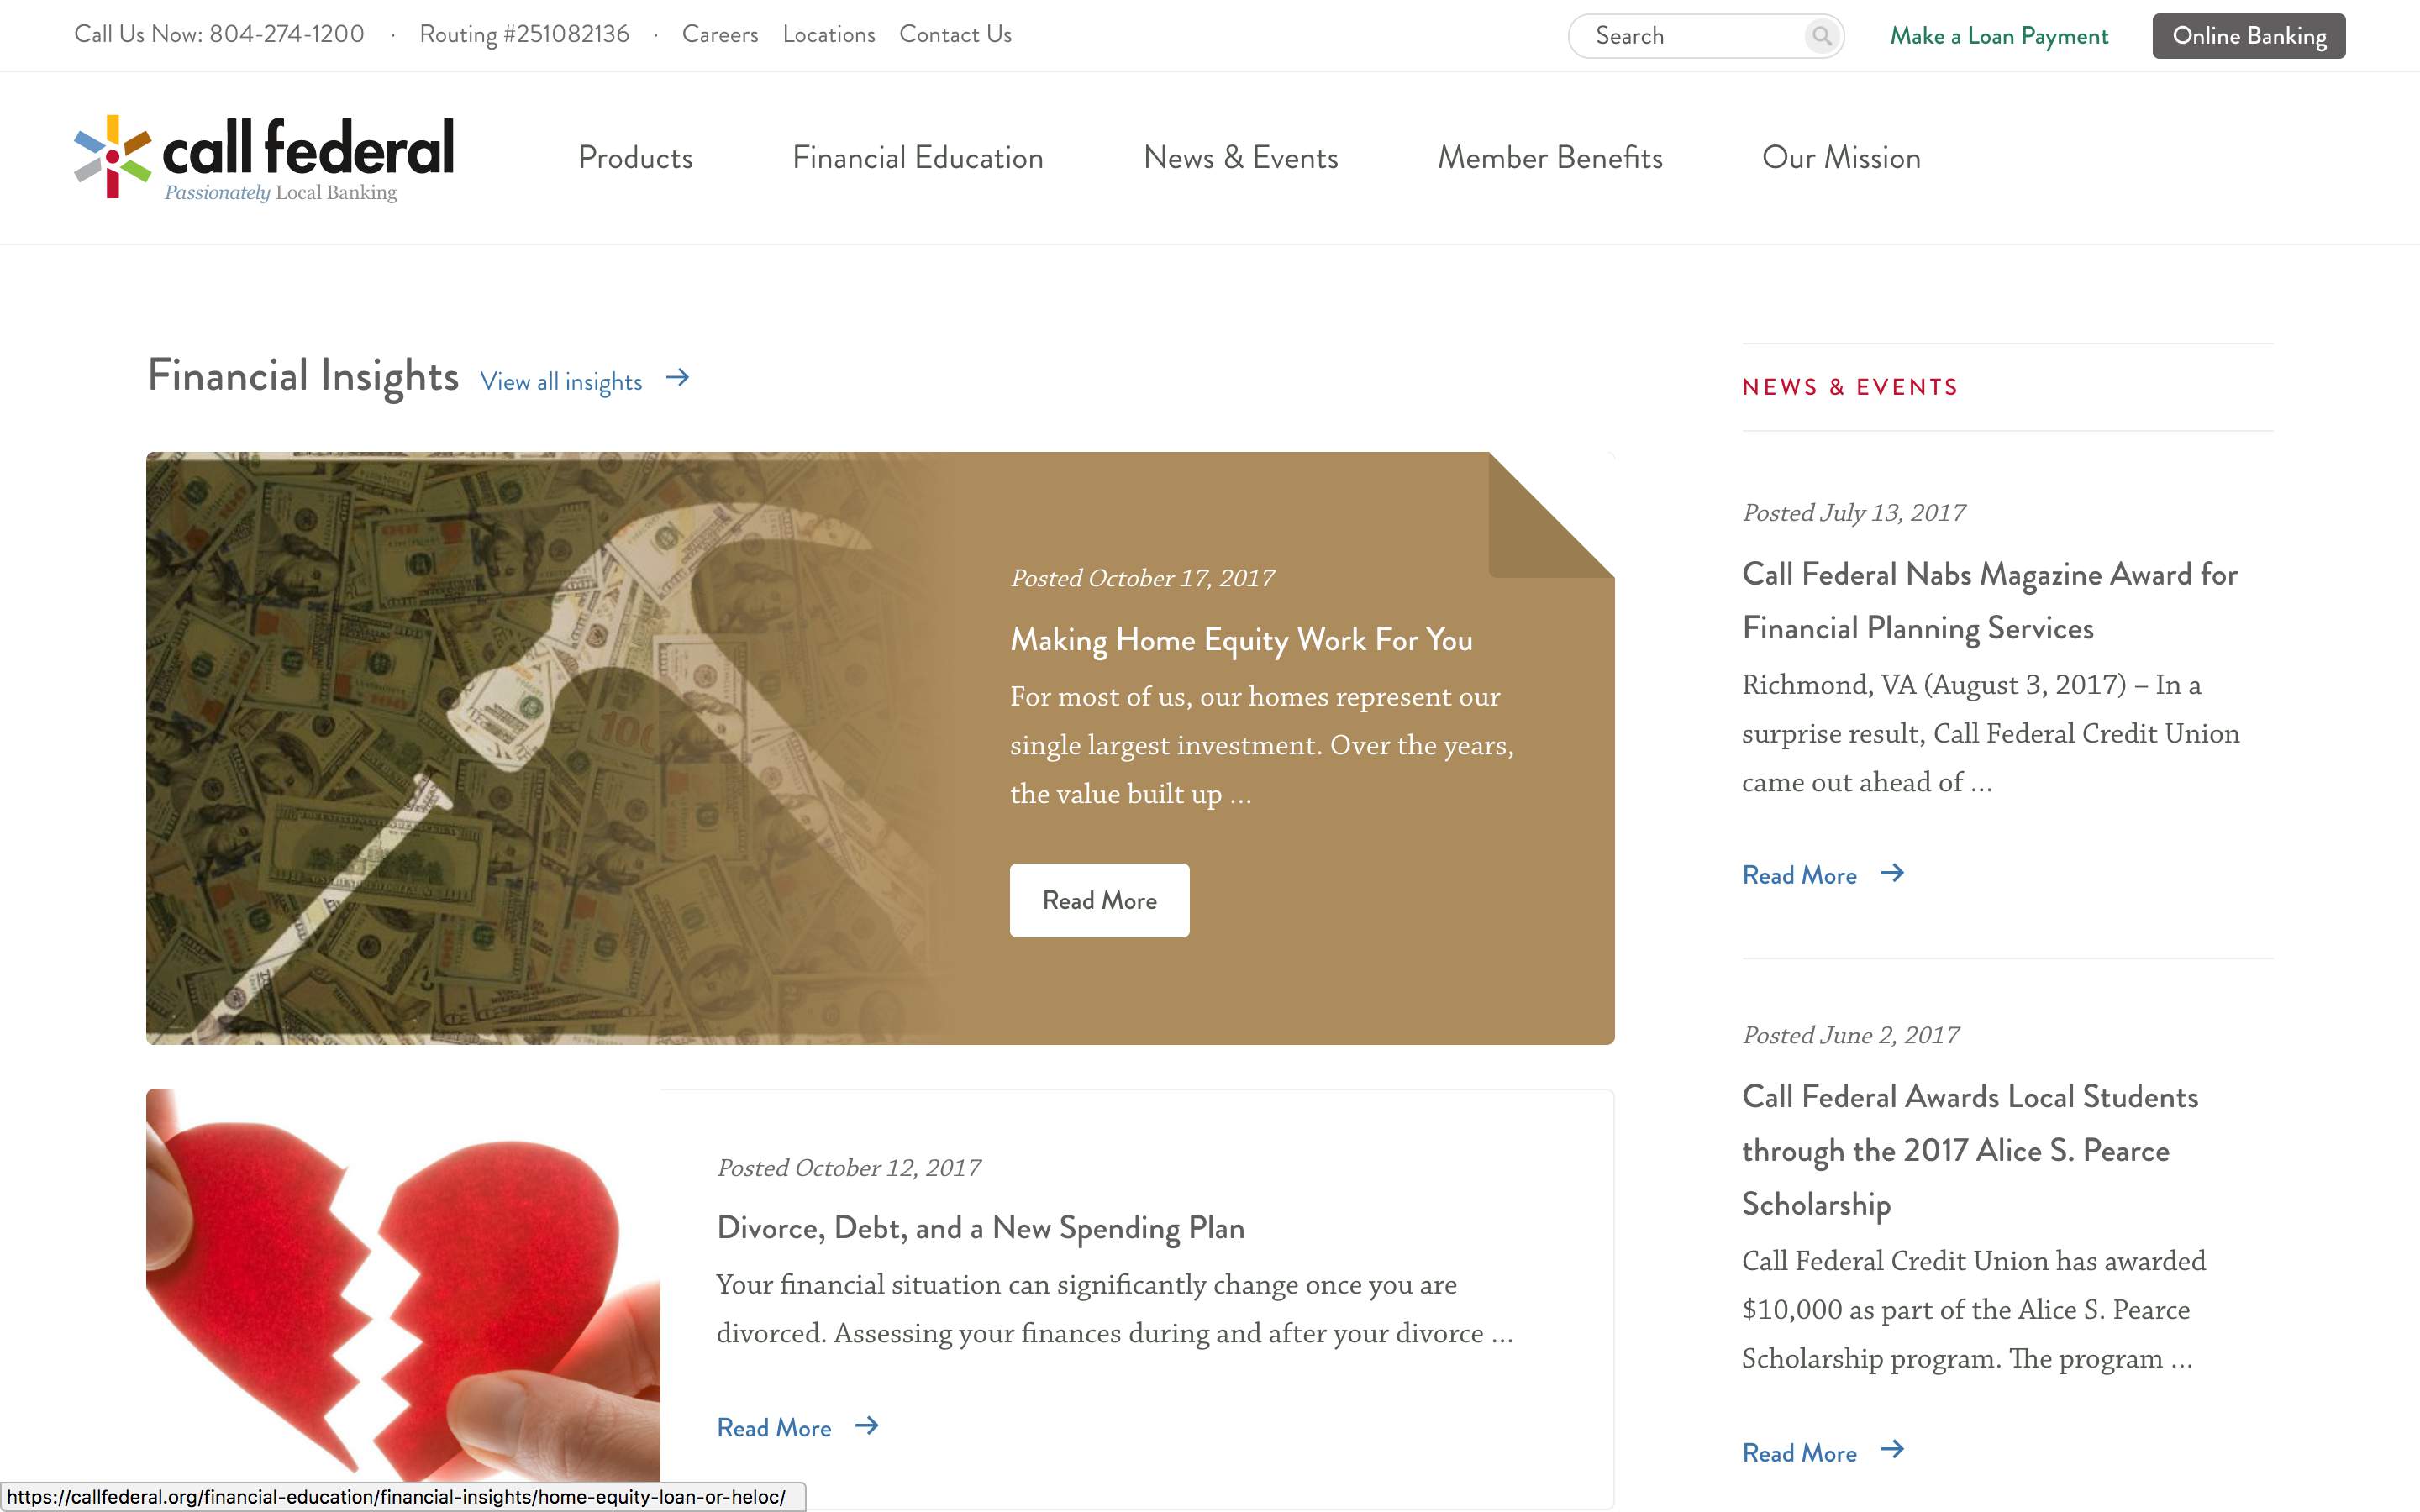 Call Us Now: 804-274-1200 · Routing #251082136 · Careers Locations Contact Us
Search
Make a Loan Payment
Online Banking
call federal
Passionately Local Banking
Products
Financial Education
News & Events
Member Benefits
Our Mission
Financial Insights
View all insights →
Posted October 17, 2017
Making Home Equity Work For You
For most of us, our homes represent our
single largest investment. Over the years,
the value built up ...
Read More
Posted October 12, 2017
Divorce, Debt, and a New Spending Plan
Your financial situation can significantly change once you are
divorced. Assessing your finances during and after your divorce ...
Read More →
NEWS & EVENTS
Posted July 13, 2017
Call Federal Nabs Magazine Award for
Financial Planning Services
Richmond, VA (August 3, 2017) – In a
surprise result, Call Federal Credit Union
came out ahead of ...
Read More →
Posted June 2, 2017
Call Federal Awards Local Students
through the 2017 Alice S. Pearce
Scholarship
Call Federal Credit Union has awarded
$10,000 as part of the Alice S. Pearce
Scholarship program. The program ...
Read More →
https://callfederal.org/financial-education/financial-insights/home-equity-loan-or-heloc/